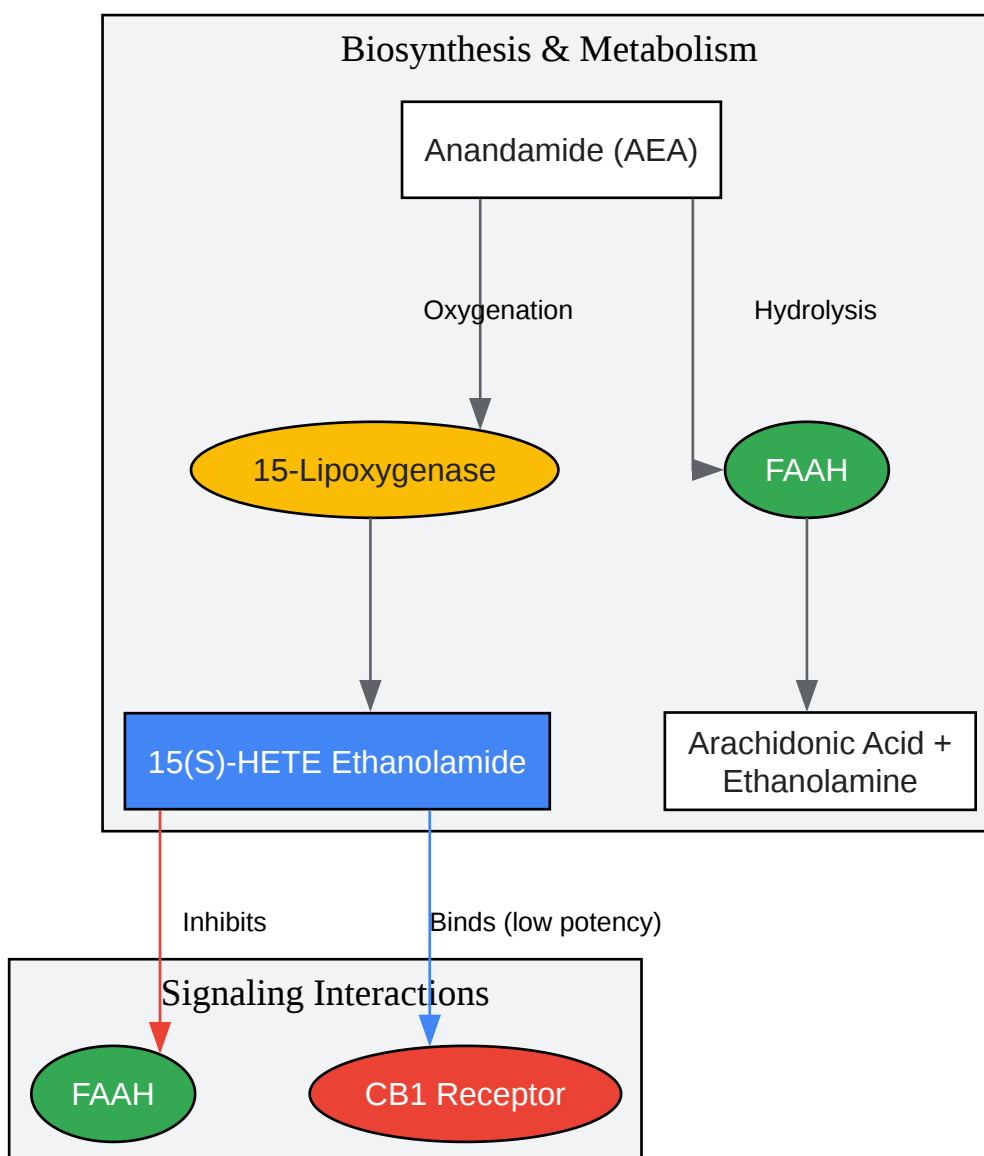 Biosynthesis & Metabolism
Anandamide (AEA)
Oxygenation
Hydrolysis
15-Lipoxygenase
FAAH
15(S)-HETE Ethanolamide
Arachidonic Acid +
Ethanolamine
Inhibits
Binds (low potency)
Signaling Interactions
FAAH
CB1 Receptor